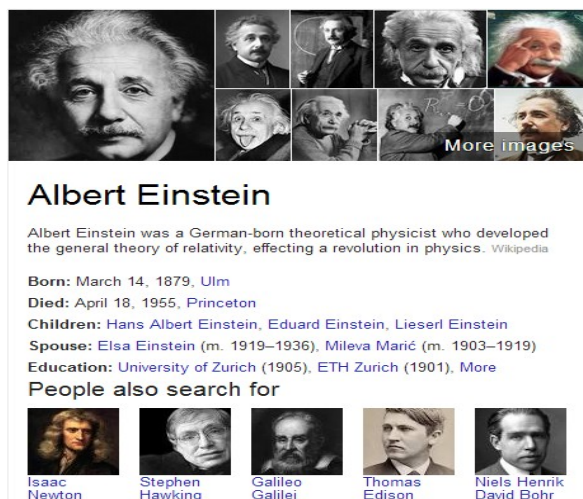 R = 0
More images
Albert Einstein
Albert Einstein was a German-born theoretical physicist who developed
the general theory of relativity, effecting a revolution in physics. Wikipedia
Born: March 14, 1879, Ulm
Died: April 18, 1955, Princeton
Children: Hans Albert Einstein, Eduard Einstein, Lieserl Einstein
Spouse: Elsa Einstein (m. 1919–1936), Mileva Marić (m. 1903–1919)
Education: University of Zurich (1905), ETH Zurich (1901), More
People also search for
Isaac Newton
Stephen Hawking
Galileo Galilei
Thomas Edison
Niels Henrik David Bohr